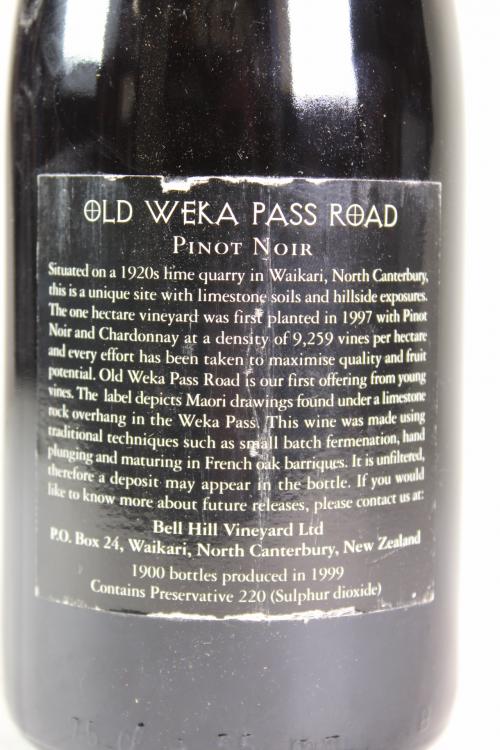 OLD WEKA PASS ROAD
PINOT NOIR
Situated on a 1920s lime quarry in Waikari, North Canterbury,
this is a unique site with limestone soils and hillside exposures.
The one hectare vineyard was first planted in 1997 with Pinot
Noir and Chardonnay at a density of 9,259 vines per hectare
and every effort has been taken to maximise quality and fruit
potential. Old Weka Pass Road is our first offering from young
vines. The label depicts Maori drawings found under a limestone
rock overhang in the Weka Pass. This wine was made using
traditional techniques such as small batch fermenation, hand
plunging and maturing in French oak barriques. It is unfiltered,
therefore a deposit may appear in the bottle. If you would
like to know more about future releases, please contact us at:
Bell Hill Vineyard Ltd
P.O. Box 24, Waikari, North Canterbury, New Zealand
1900 bottles produced in 1999
Contains Preservative 220 (Sulphur dioxide)